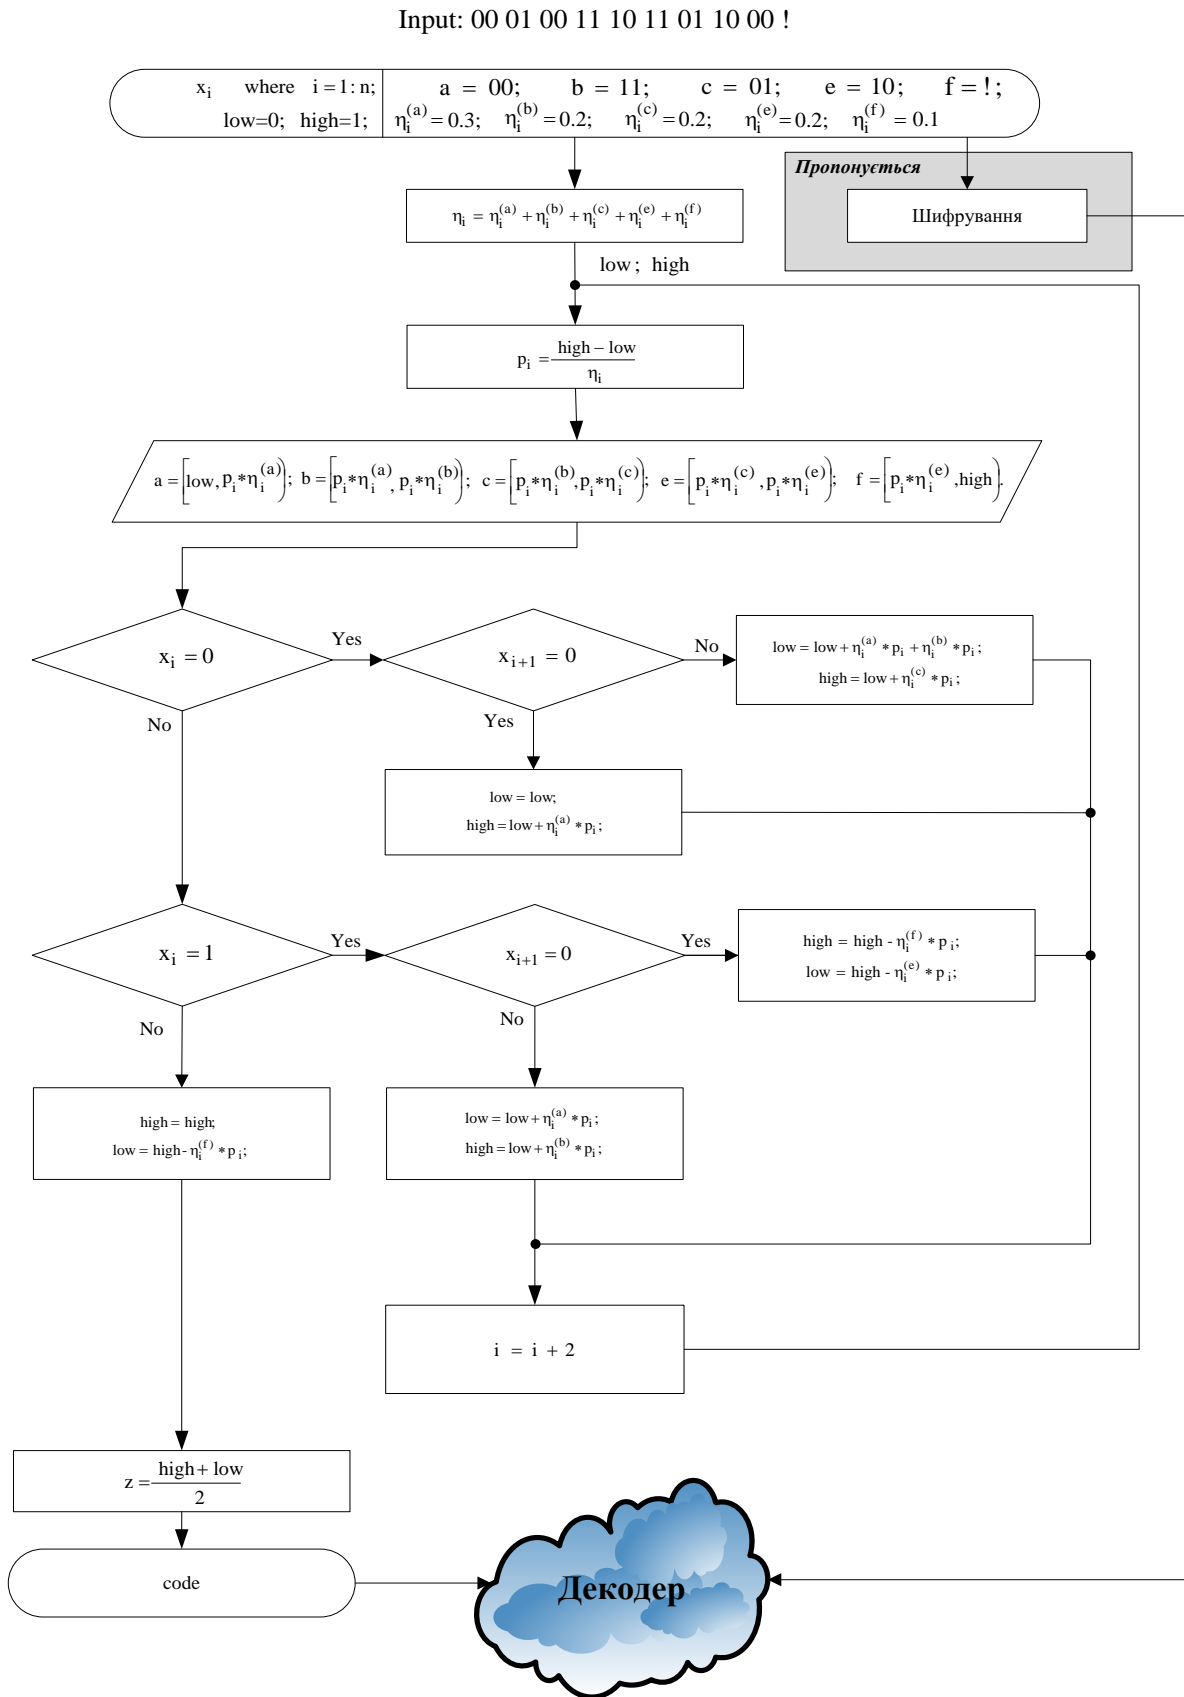 Input: 00 01 00 11 10 11 01 10 00 !
x_i where i = 1 : n; a = 00; b = 11; c = 01; e = 10; f = !;
low=0; high=1; η_i^(a) = 0.3; η_i^(b) = 0.2; η_i^(c) = 0.2; η_i^(e) = 0.2; η_i^(f) = 0.1
Пропонується
η_i = η_i^(a) + η_i^(b) + η_i^(c) + η_i^(e) + η_i^(f)
Шифрування
low ; high
p_i = (high − low) / η_i
a = [low, p_i*η_i^(a)); b = [p_i*η_i^(a), p_i*η_i^(b)); c = [p_i*η_i^(b), p_i*η_i^(c)); e = [p_i*η_i^(c), p_i*η_i^(e)); f = [p_i*η_i^(e), high).
x_i = 0
Yes
x_{i+1} = 0
No
low = low + η_i^(a) * p_i + η_i^(b) * p_i ;
high = low + η_i^(c) * p_i ;
No
Yes
low = low;
high = low + η_i^(a) * p_i ;
x_i = 1
Yes
x_{i+1} = 0
Yes
high = high - η_i^(f) * p_i ;
low = high - η_i^(e) * p_i ;
No
No
high = high;
low = high - η_i^(f) * p_i ;
low = low + η_i^(a) * p_i ;
high = low + η_i^(b) * p_i ;
i = i + 2
z = (high + low) / 2
code
Декодер